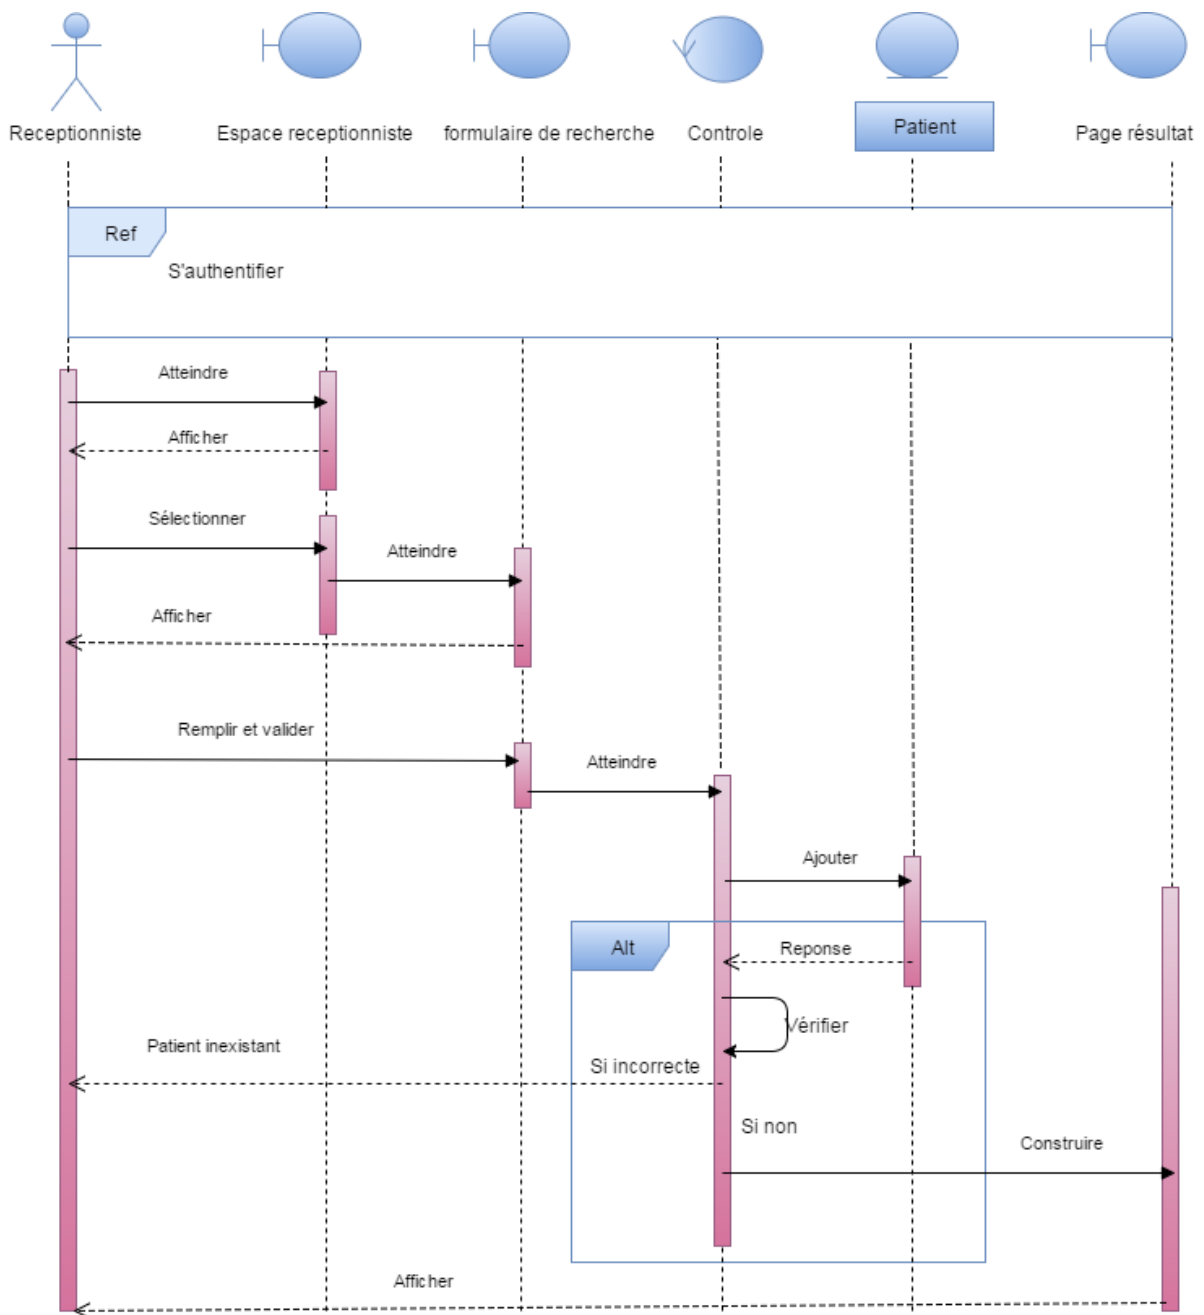 Receptionniste
Espace receptionniste
formulaire de recherche
Controle
Patient
Page résultat
Ref
S'authentifier
Atteindre
Afficher
Sélectionner
Atteindre
Afficher
Remplir et valider
Atteindre
Ajouter
Alt
Reponse
Vérifier
Patient inexistant
Si incorrecte
Si non
Construire
Afficher